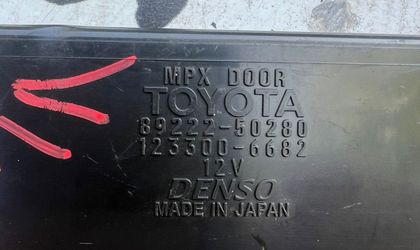 MPX DOOR
TOYOTA
89222-50280
123300-6682
12V
DENSO
MADE IN JAPAN